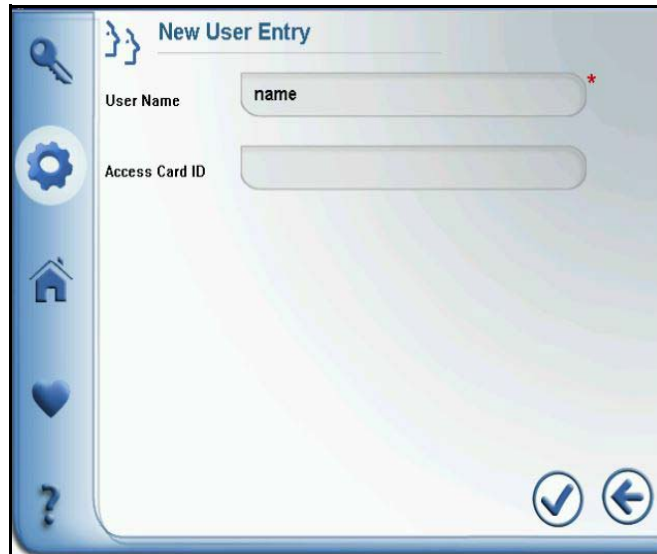 New User Entry
User Name
name
*
Access Card ID
?